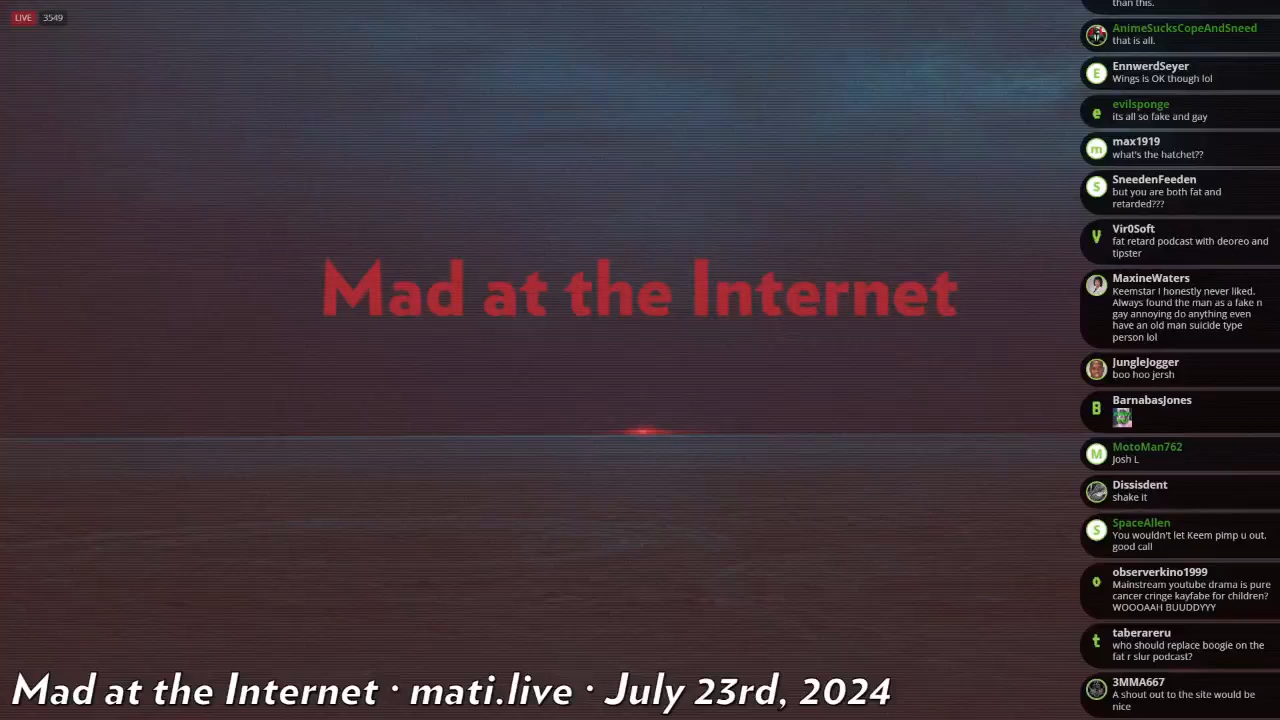 LIVE 3549
Mad at the Internet
than this.
AnimeSucksCopeAndSneed
that is all.
EnnwerdSeyer
Wings is OK though lol
evilsponge
its all so fake and gay
max1919
what's the hatchet??
SneedenFeeden
but you are both fat and
retarded???
Vir0Soft
fat retard podcast with deoreo and
tipster
MaxineWaters
Keemstar I honestly never liked.
Always found the man as a fake n
gay annoying do anything even
have an old man suicide type
person lol
JungleJogger
boo hoo jersh
BarnabasJones
MotoMan762
Josh L
Dissisdent
shake it
SpaceAllen
You wouldn't let Keem pimp u out.
good call
observerkino1999
Mainstream youtube drama is pure
cancer cringe kayfabe for children?
WOOOAAH BUUDDYYY
taberareru
who should replace boogie on the
fat r slur podcast?
3MMA667
A shout out to the site would be
nice
Mad at the Internet · mati.live · July 23rd, 2024